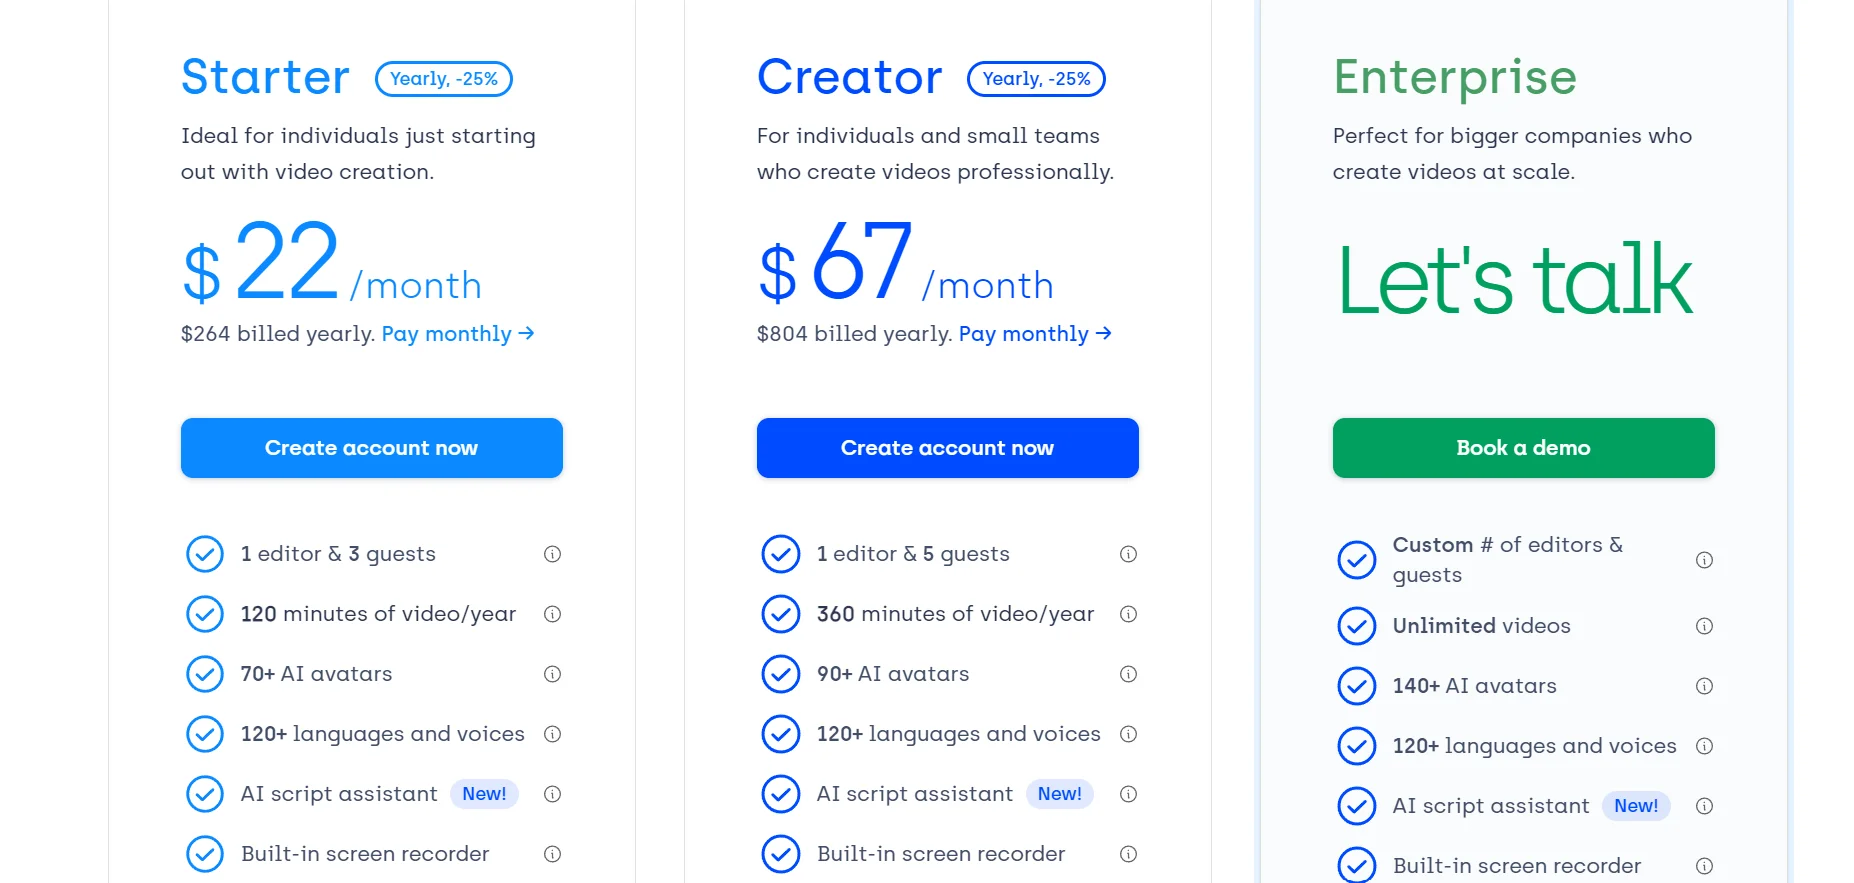 Starter
Yearly, -25%
Ideal for individuals just starting
out with video creation.
$ 22 /month
$264 billed yearly. Pay monthly →
Create account now
1 editor & 3 guests
120 minutes of video/year
70+ AI avatars
120+ languages and voices
AI script assistant New!
Built-in screen recorder
Creator
Yearly, -25%
For individuals and small teams
who create videos professionally.
$ 67 /month
$804 billed yearly. Pay monthly →
Create account now
1 editor & 5 guests
360 minutes of video/year
90+ AI avatars
120+ languages and voices
AI script assistant New!
Built-in screen recorder
Enterprise
Perfect for bigger companies who
create videos at scale.
Let's talk
Book a demo
Custom # of editors &
guests
Unlimited videos
140+ AI avatars
120+ languages and voices
AI script assistant New!
Built-in screen recorder